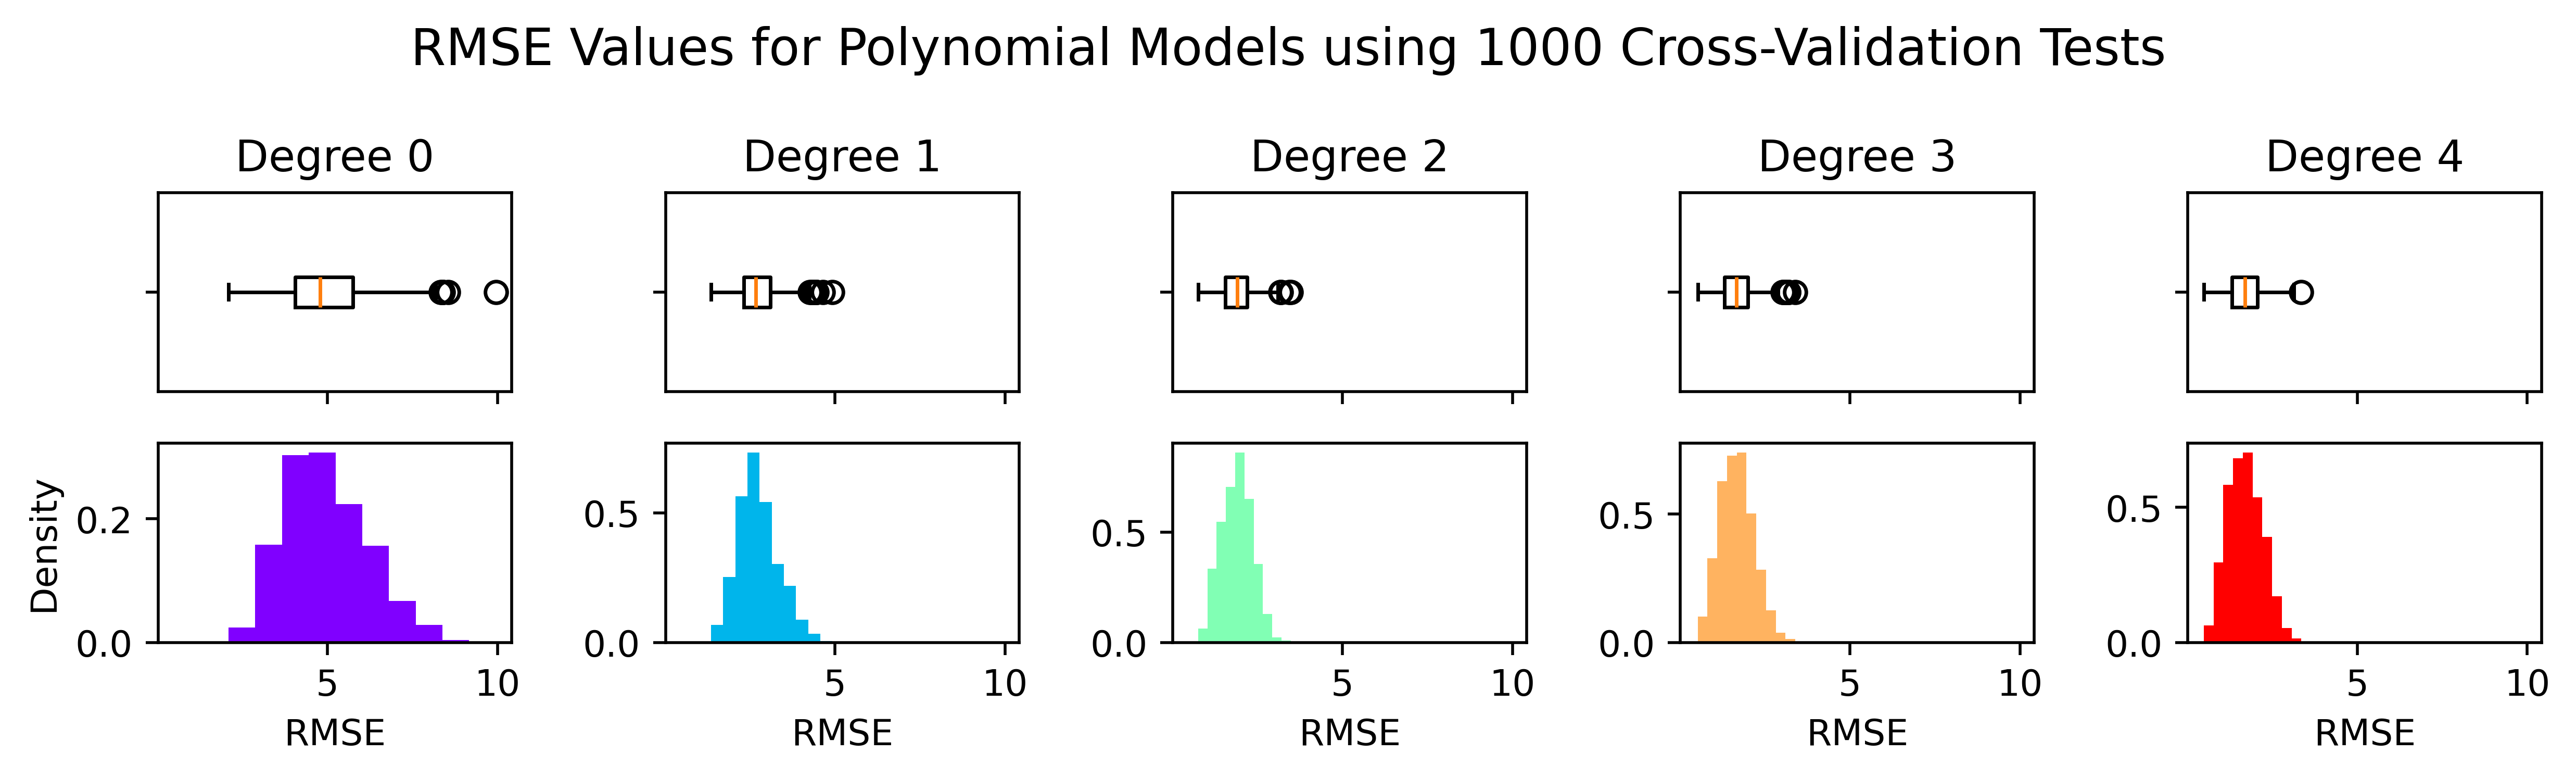 RMSE Values for Polynomial Models using 1000 Cross-Validation Tests
Degree 0 Degree 1 Degree 2 Degree 3 Degree 4
Density
0.2 0.5 0.5 0.5 0.5
0.0 0.0 0.0 0.0 0.0
5 10 5 10 5 10 5 10 5 10
RMSE RMSE RMSE RMSE RMSE